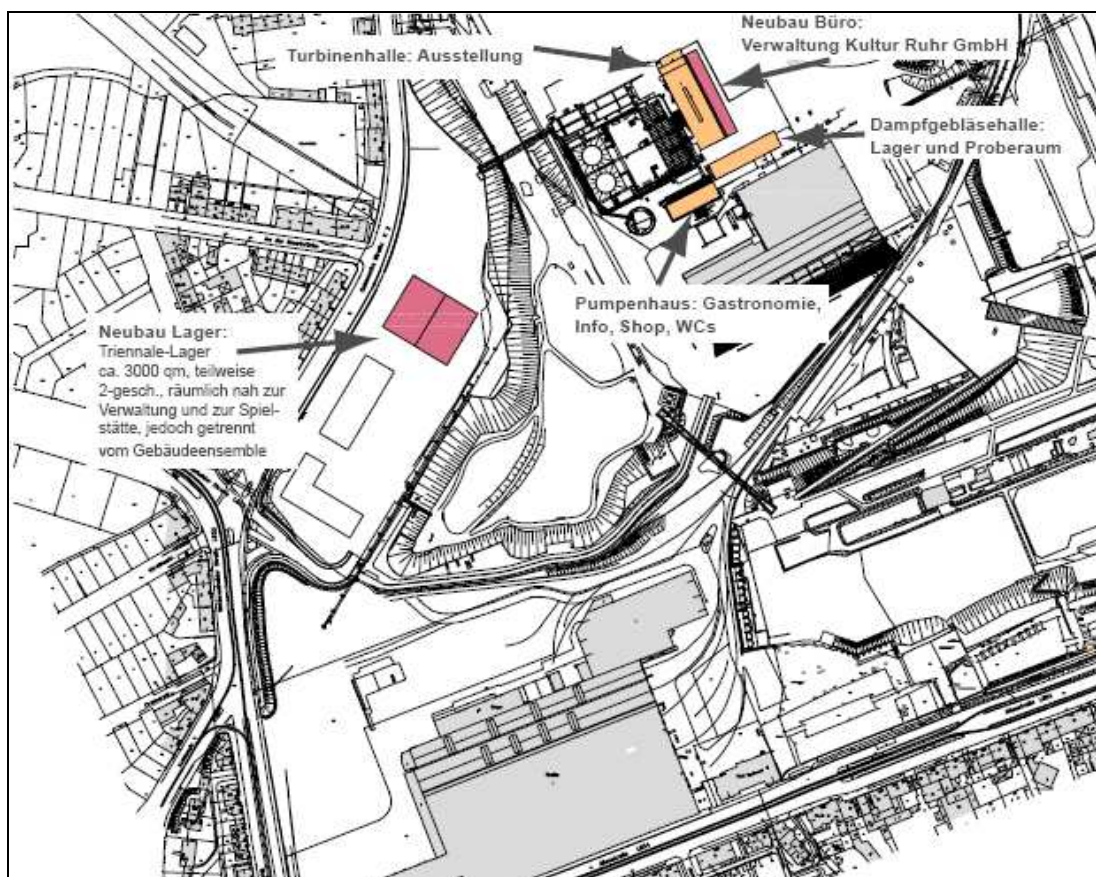 Neubau Büro:
Verwaltung Kultur Ruhr GmbH
Turbinenhalle: Ausstellung
Dampfgebläsehalle:
Lager und Proberaum
Pumpenhaus: Gastronomie,
Info, Shop, WCs
Neubau Lager:
Triennale-Lager
ca. 3000 qm, teilweise
2-gesch., räumlich nah zur
Verwaltung und zur Spiel-
stätte, jedoch getrennt
vom Gebäudeensemble